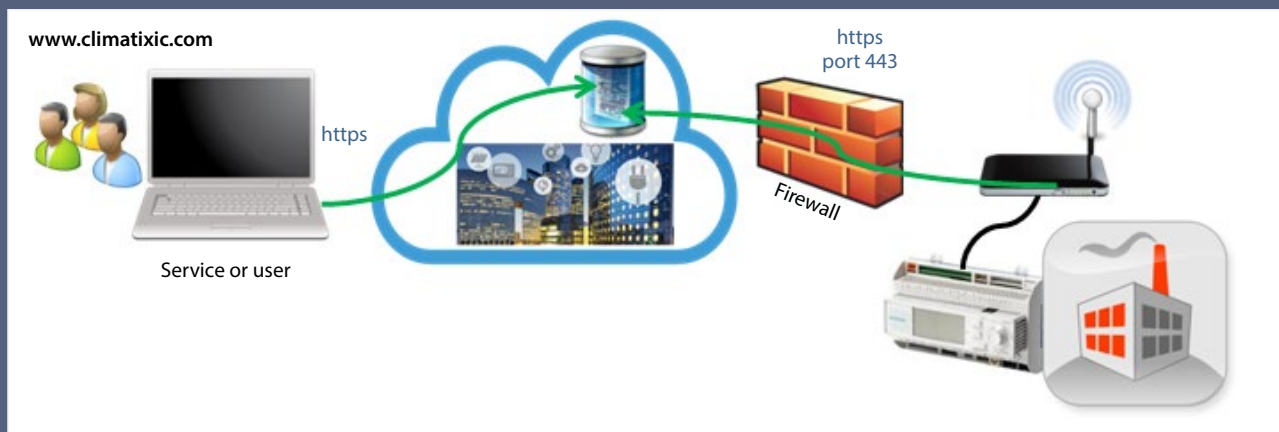 www.climatixic.com
https
port 443
https
Firewall
Service or user